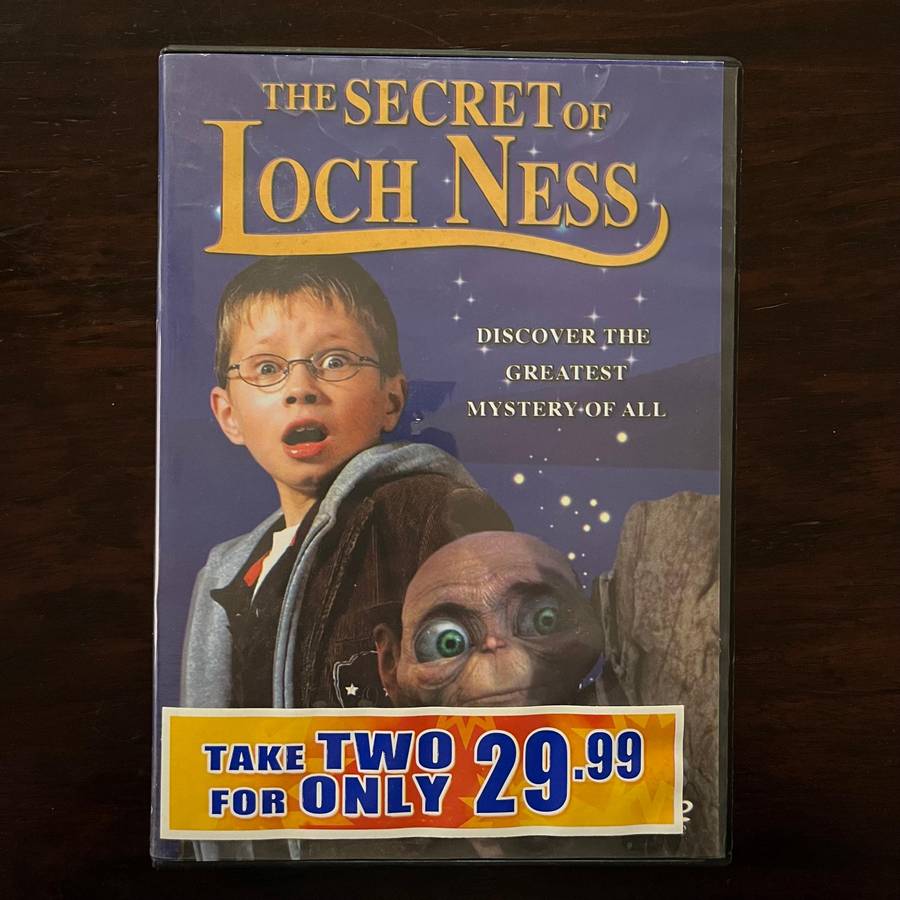 THE SECRET OF
LOCH NESS
DISCOVER THE
GREATEST
MYSTERY OF ALL
TAKE TWO
FOR ONLY 29.99